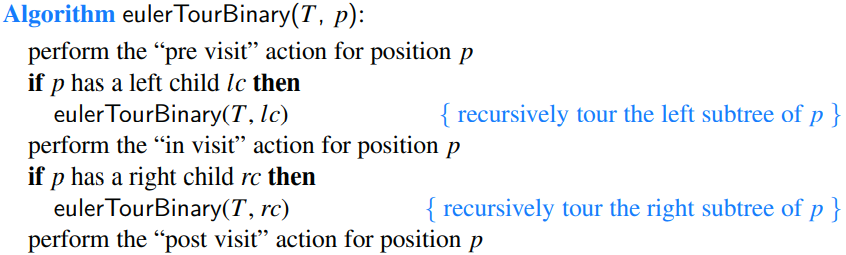 Algorithm eulerTourBinary(T, p):
perform the “pre visit” action for position p
if p has a left child lc then
eulerTourBinary(T, lc) { recursively tour the left subtree of p }
perform the “in visit” action for position p
if p has a right child rc then
eulerTourBinary(T, rc) { recursively tour the right subtree of p }
perform the “post visit” action for position p